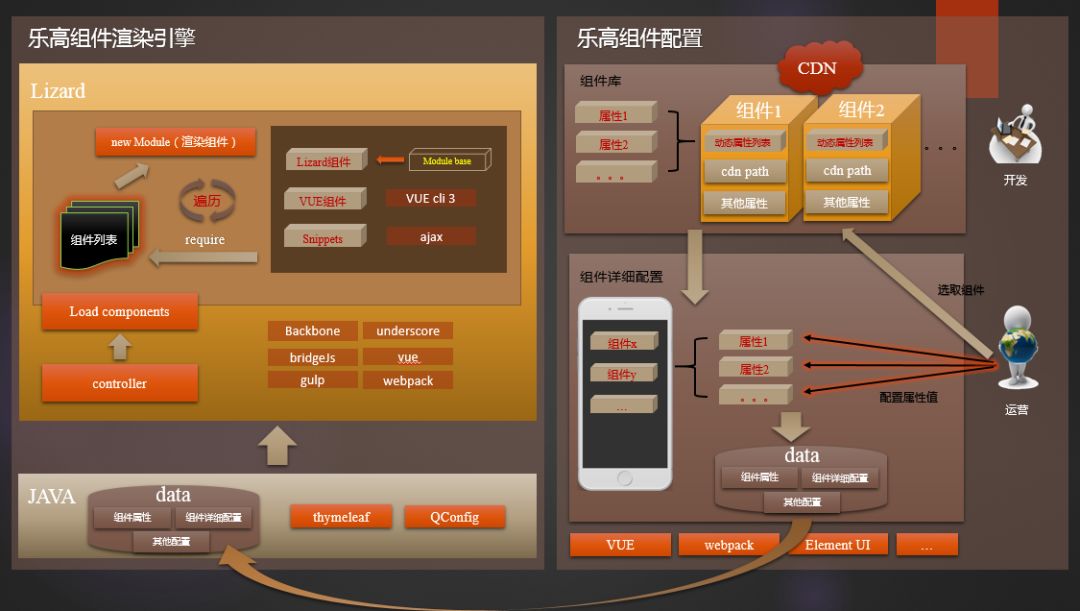 乐高组件渲染引擎
Lizard
new Module（渲染组件）
遍历
require
组件列表
Lizard组件
Module base
VUE组件
VUE cli 3
Snippets
ajax
Load components
controller
Backbone
underscore
bridgeJs
vue
gulp
webpack
JAVA
data
组件属性
组件详细配置
其他配置
thymeleaf
QConfig
乐高组件配置
CDN
组件库
属性1
属性2
。。。
组件1
动态属性列表
cdn path
其他属性
组件2
动态属性列表
cdn path
其他属性
. . .
开发
组件详细配置
组件x
组件y
...
属性1
属性2
。。。
选取组件
配置属性值
运营
data
组件属性
组件详细配置
其他配置
VUE
webpack
Element UI
...